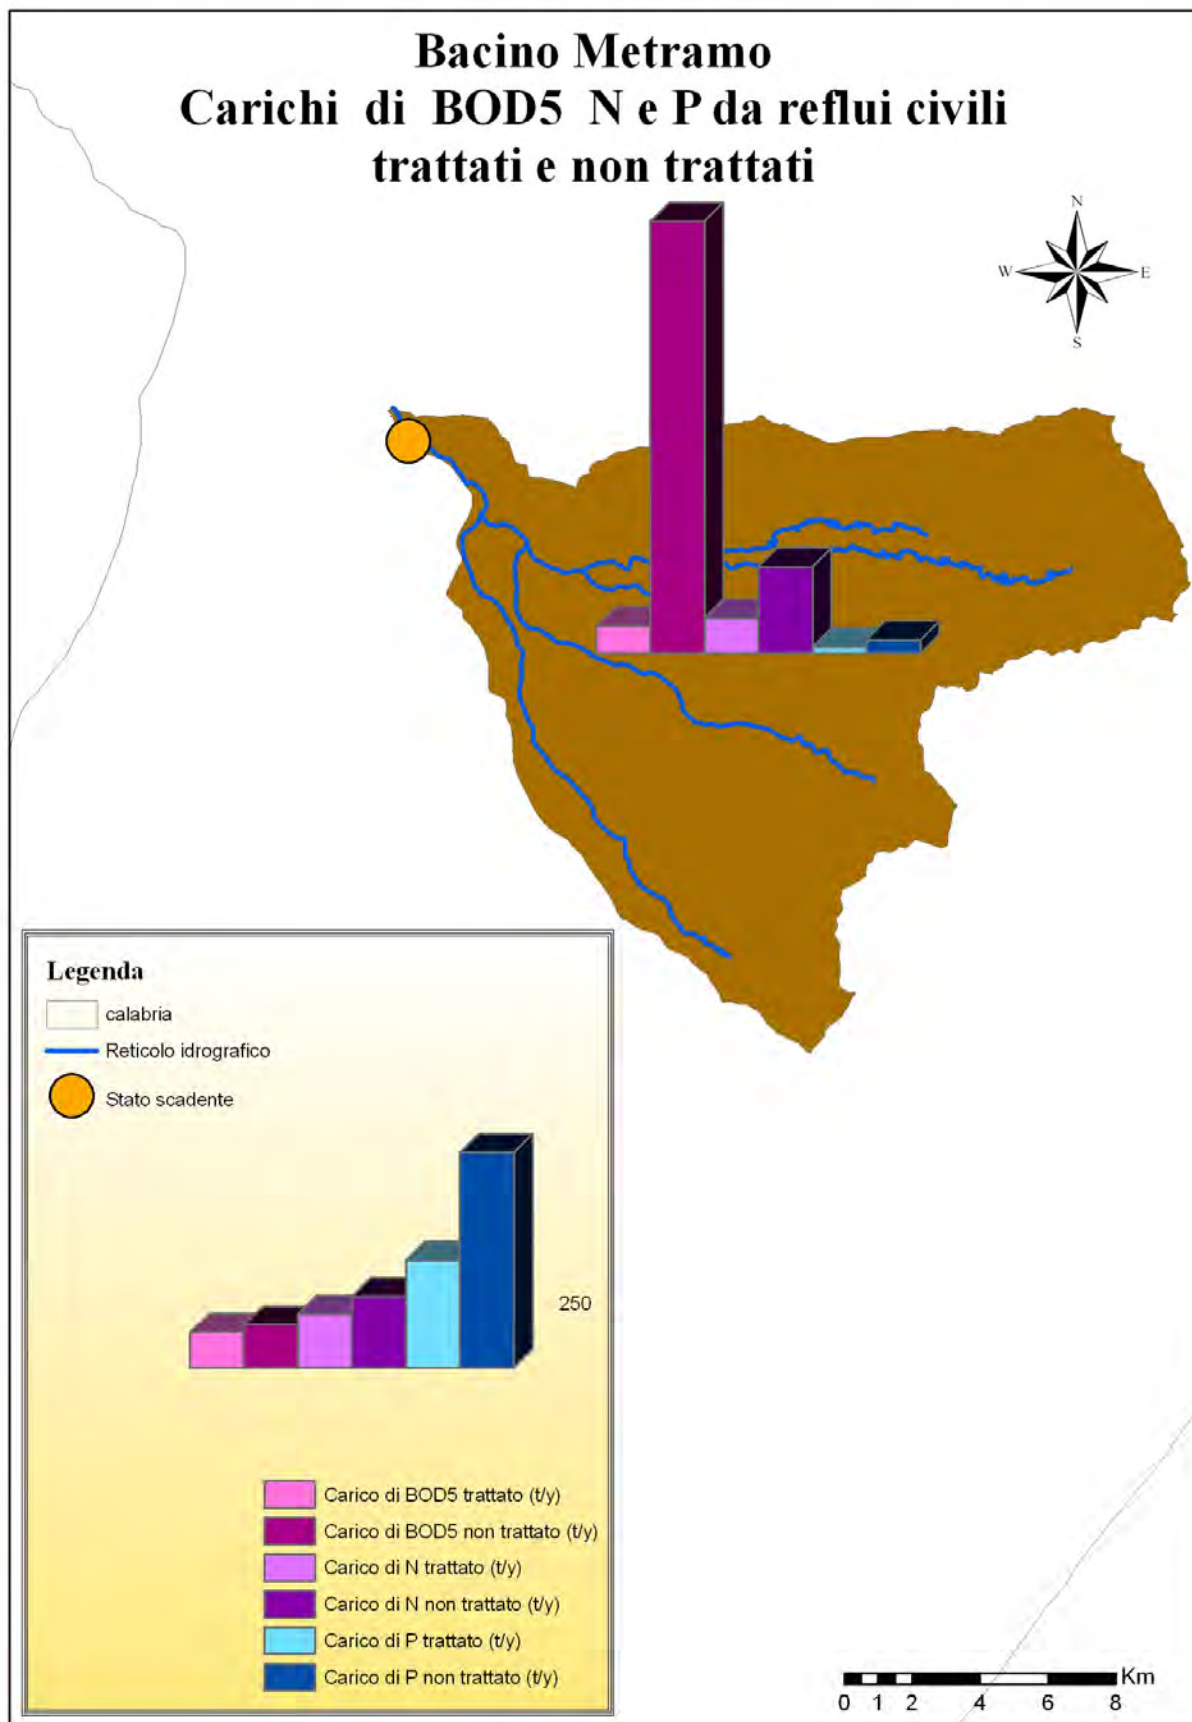 Bacino Metramo
Carichi di BOD5 N e P da reflui civili
trattati e non trattati
N
W E
S
Legenda
calabria
Reticolo idrografico
Stato scadente
250
Carico di BOD5 trattato (t/y)
Carico di BOD5 non trattato (t/y)
Carico di N trattato (t/y)
Carico di N non trattato (t/y)
Carico di P trattato (t/y)
Carico di P non trattato (t/y)
Km
0 1 2 4 6 8